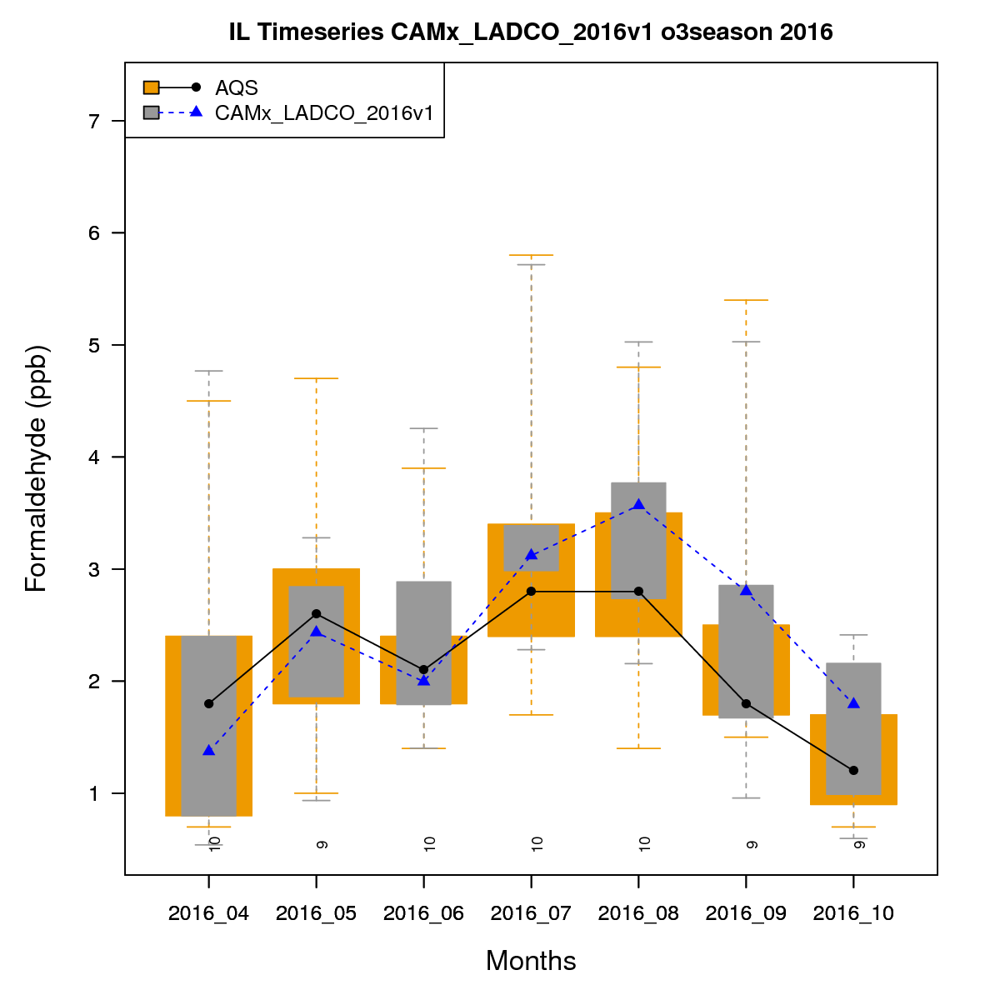 IL Timeseries CAMx_LADCO_2016v1 o3season 2016
AQS
CAMx_LADCO_2016v1
7
6
5
4
3
2
1
Formaldehyde (ppb)
10 9 10 10 10 9 9
2016_04 2016_05 2016_06 2016_07 2016_08 2016_09 2016_10
Months